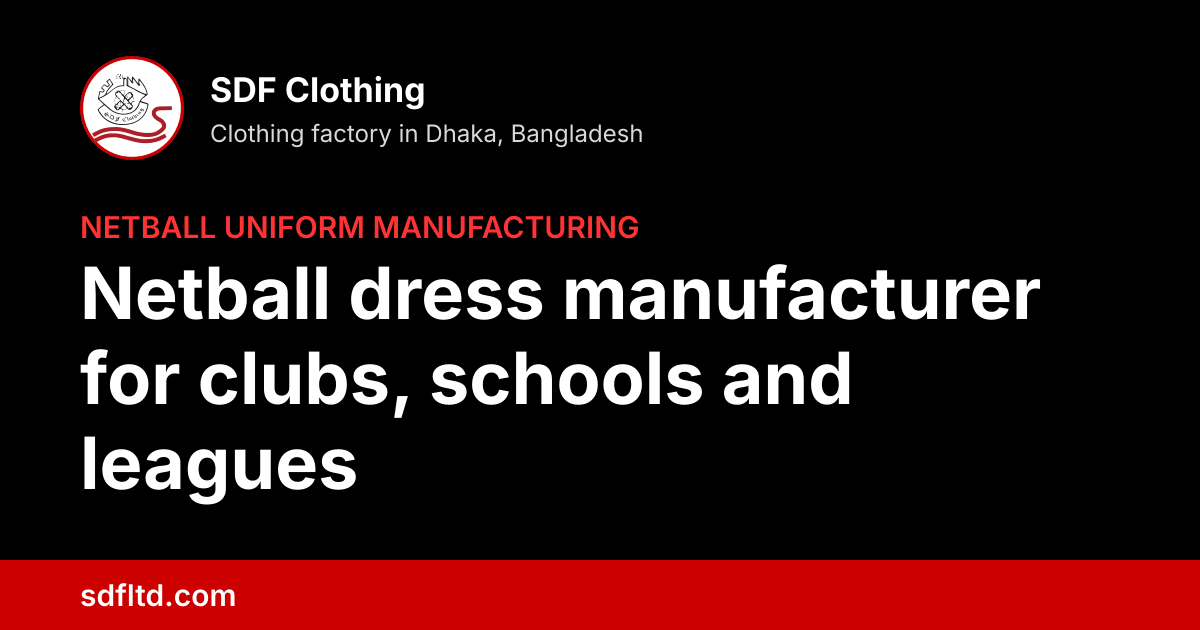 SDF Clothing
Clothing factory in Dhaka, Bangladesh
NETBALL UNIFORM MANUFACTURING
Netball dress manufacturer
for clubs, schools and
leagues
sdfltd.com